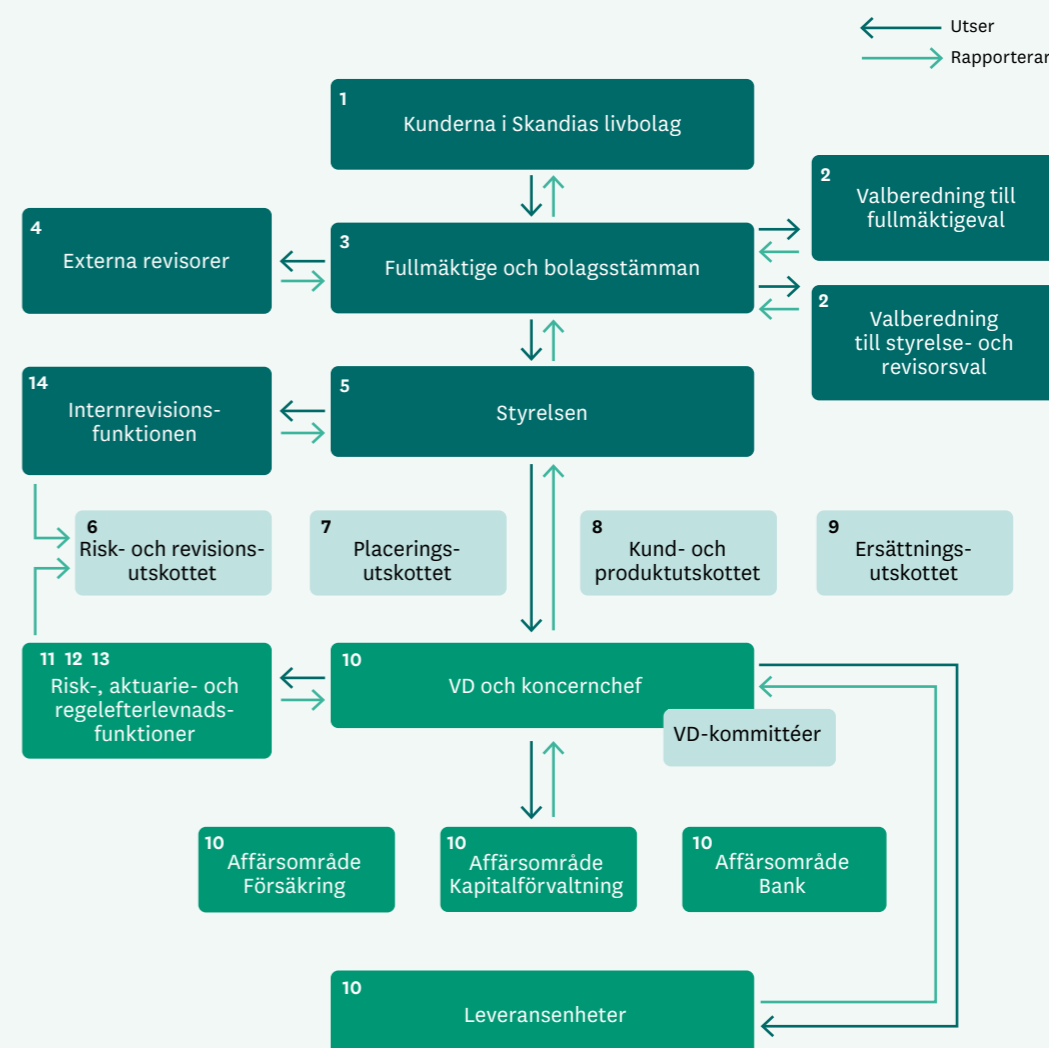 Utser
Rapporterar
1
Kunderna i Skandias livbolag
2
Valberedning till
fullmäktigeval
4
Externa revisorer
3
Fullmäktige och bolagsstämman
2
Valberedning
till styrelse- och
revisorsval
14
Internrevisions-
funktionen
5
Styrelsen
6
Risk- och revisions-
utskottet
7
Placerings-
utskottet
8
Kund- och
produktutskottet
9
Ersättnings-
utskottet
11 12 13
Risk-, aktuarie- och
regelefterlevnads-
funktioner
10
VD och koncernchef
VD-kommittéer
10
Affärsområde
Försäkring
10
Affärsområde
Kapitalförvaltning
10
Affärsområde
Bank
10
Leveransenheter